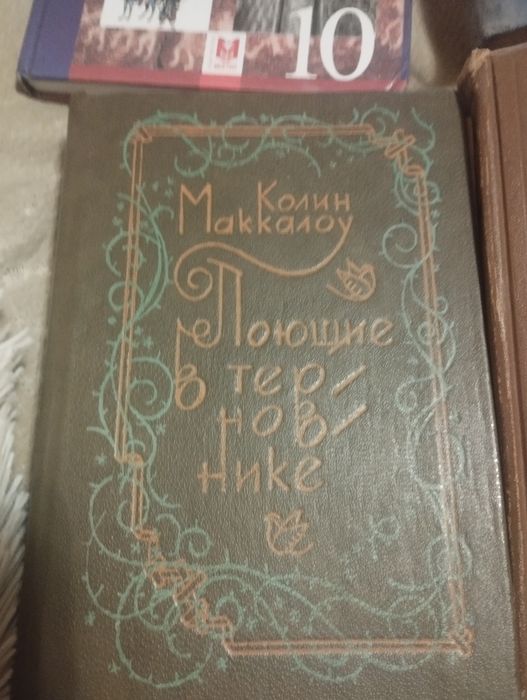 10
Колин
Маккалоу
Поющие
в тер-
нов-
нике